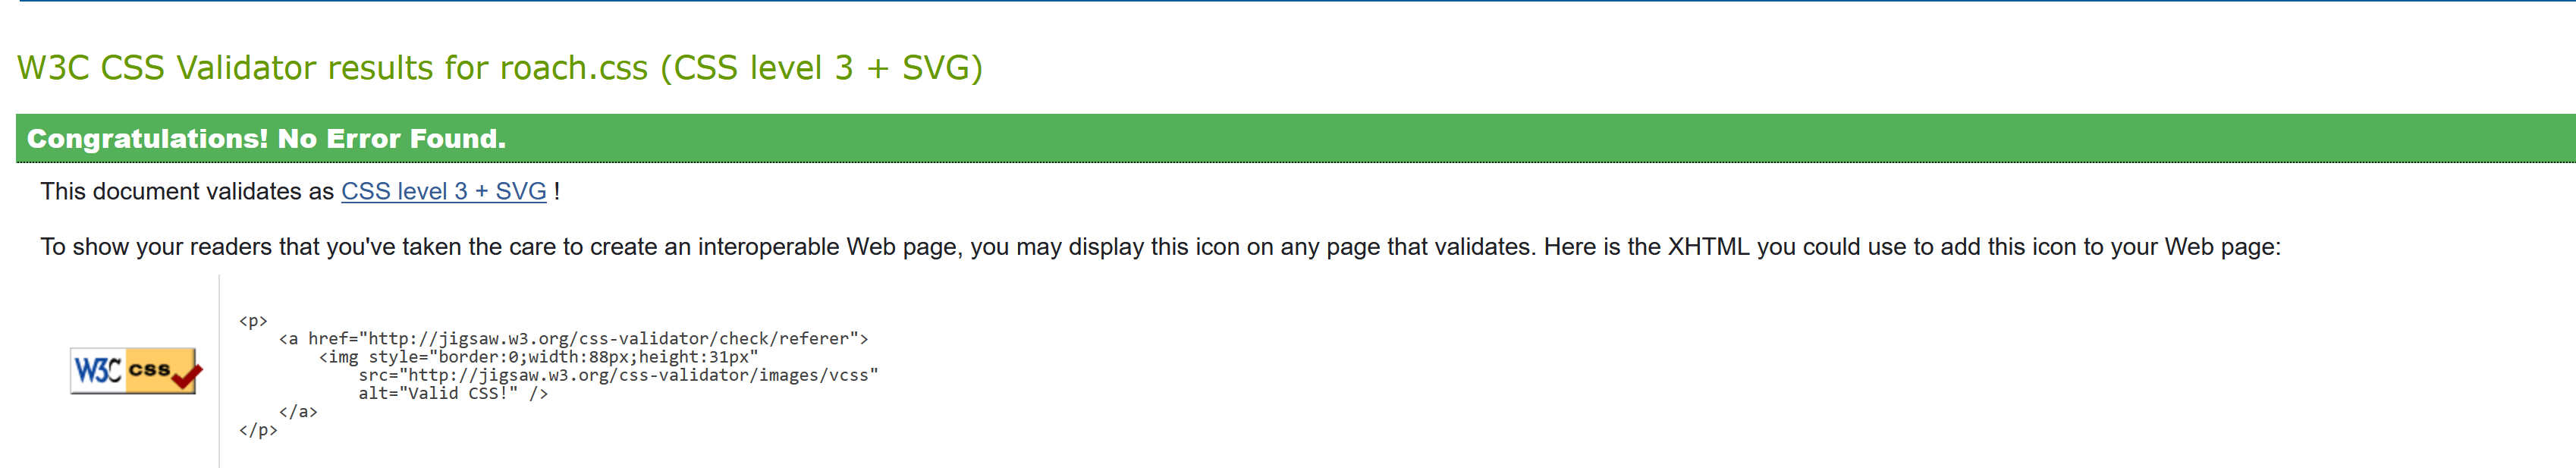 W3C CSS Validator results for roach.css (CSS level 3 + SVG)
Congratulations! No Error Found.
This document validates as CSS level 3 + SVG !
To show your readers that you've taken the care to create an interoperable Web page, you may display this icon on any page that validates. Here is the XHTML you could use to add this icon to your Web page:
W3C css
<p>
    <a href="http://jigsaw.w3.org/css-validator/check/referer">
        <img style="border:0;width:88px;height:31px"
            src="http://jigsaw.w3.org/css-validator/images/vcss"
            alt="Valid CSS!" />
    </a>
</p>